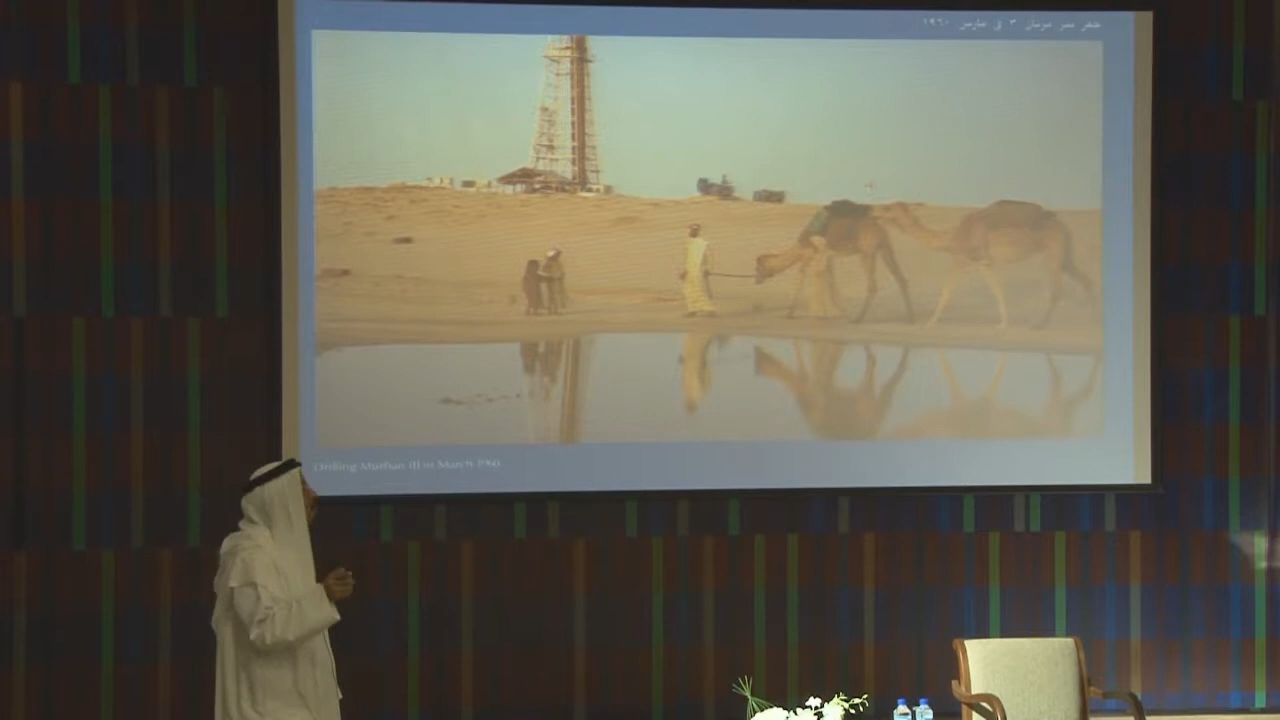 حفر بئر مربان ٣ في مارس ١٩٦٠
Drilling Murban III in March 1960